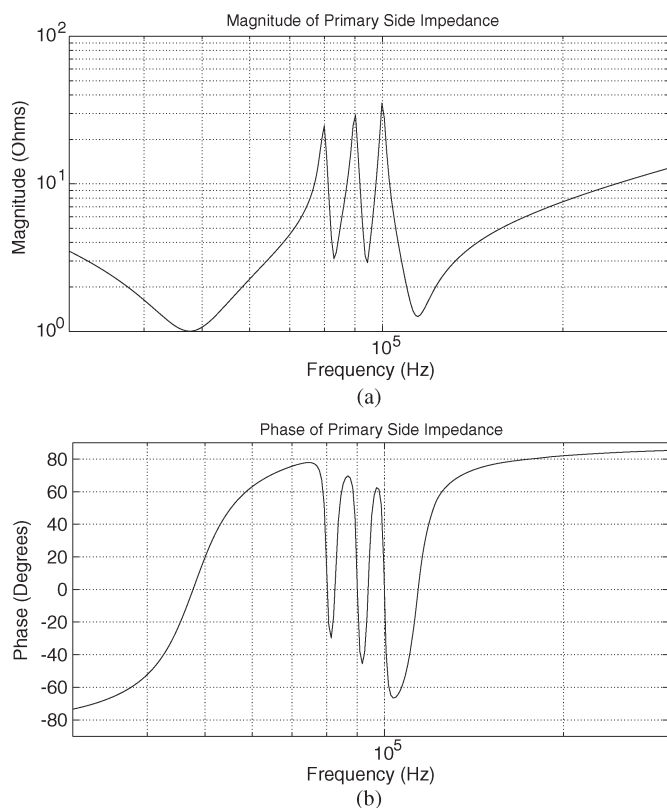 Magnitude of Primary Side Impedance
10^2
10^1
10^0
Magnitude (Ohms)
10^5
Frequency (Hz)
(a)
Phase of Primary Side Impedance
80
60
40
20
0
-20
-40
-60
-80
Phase (Degrees)
10^5
Frequency (Hz)
(b)